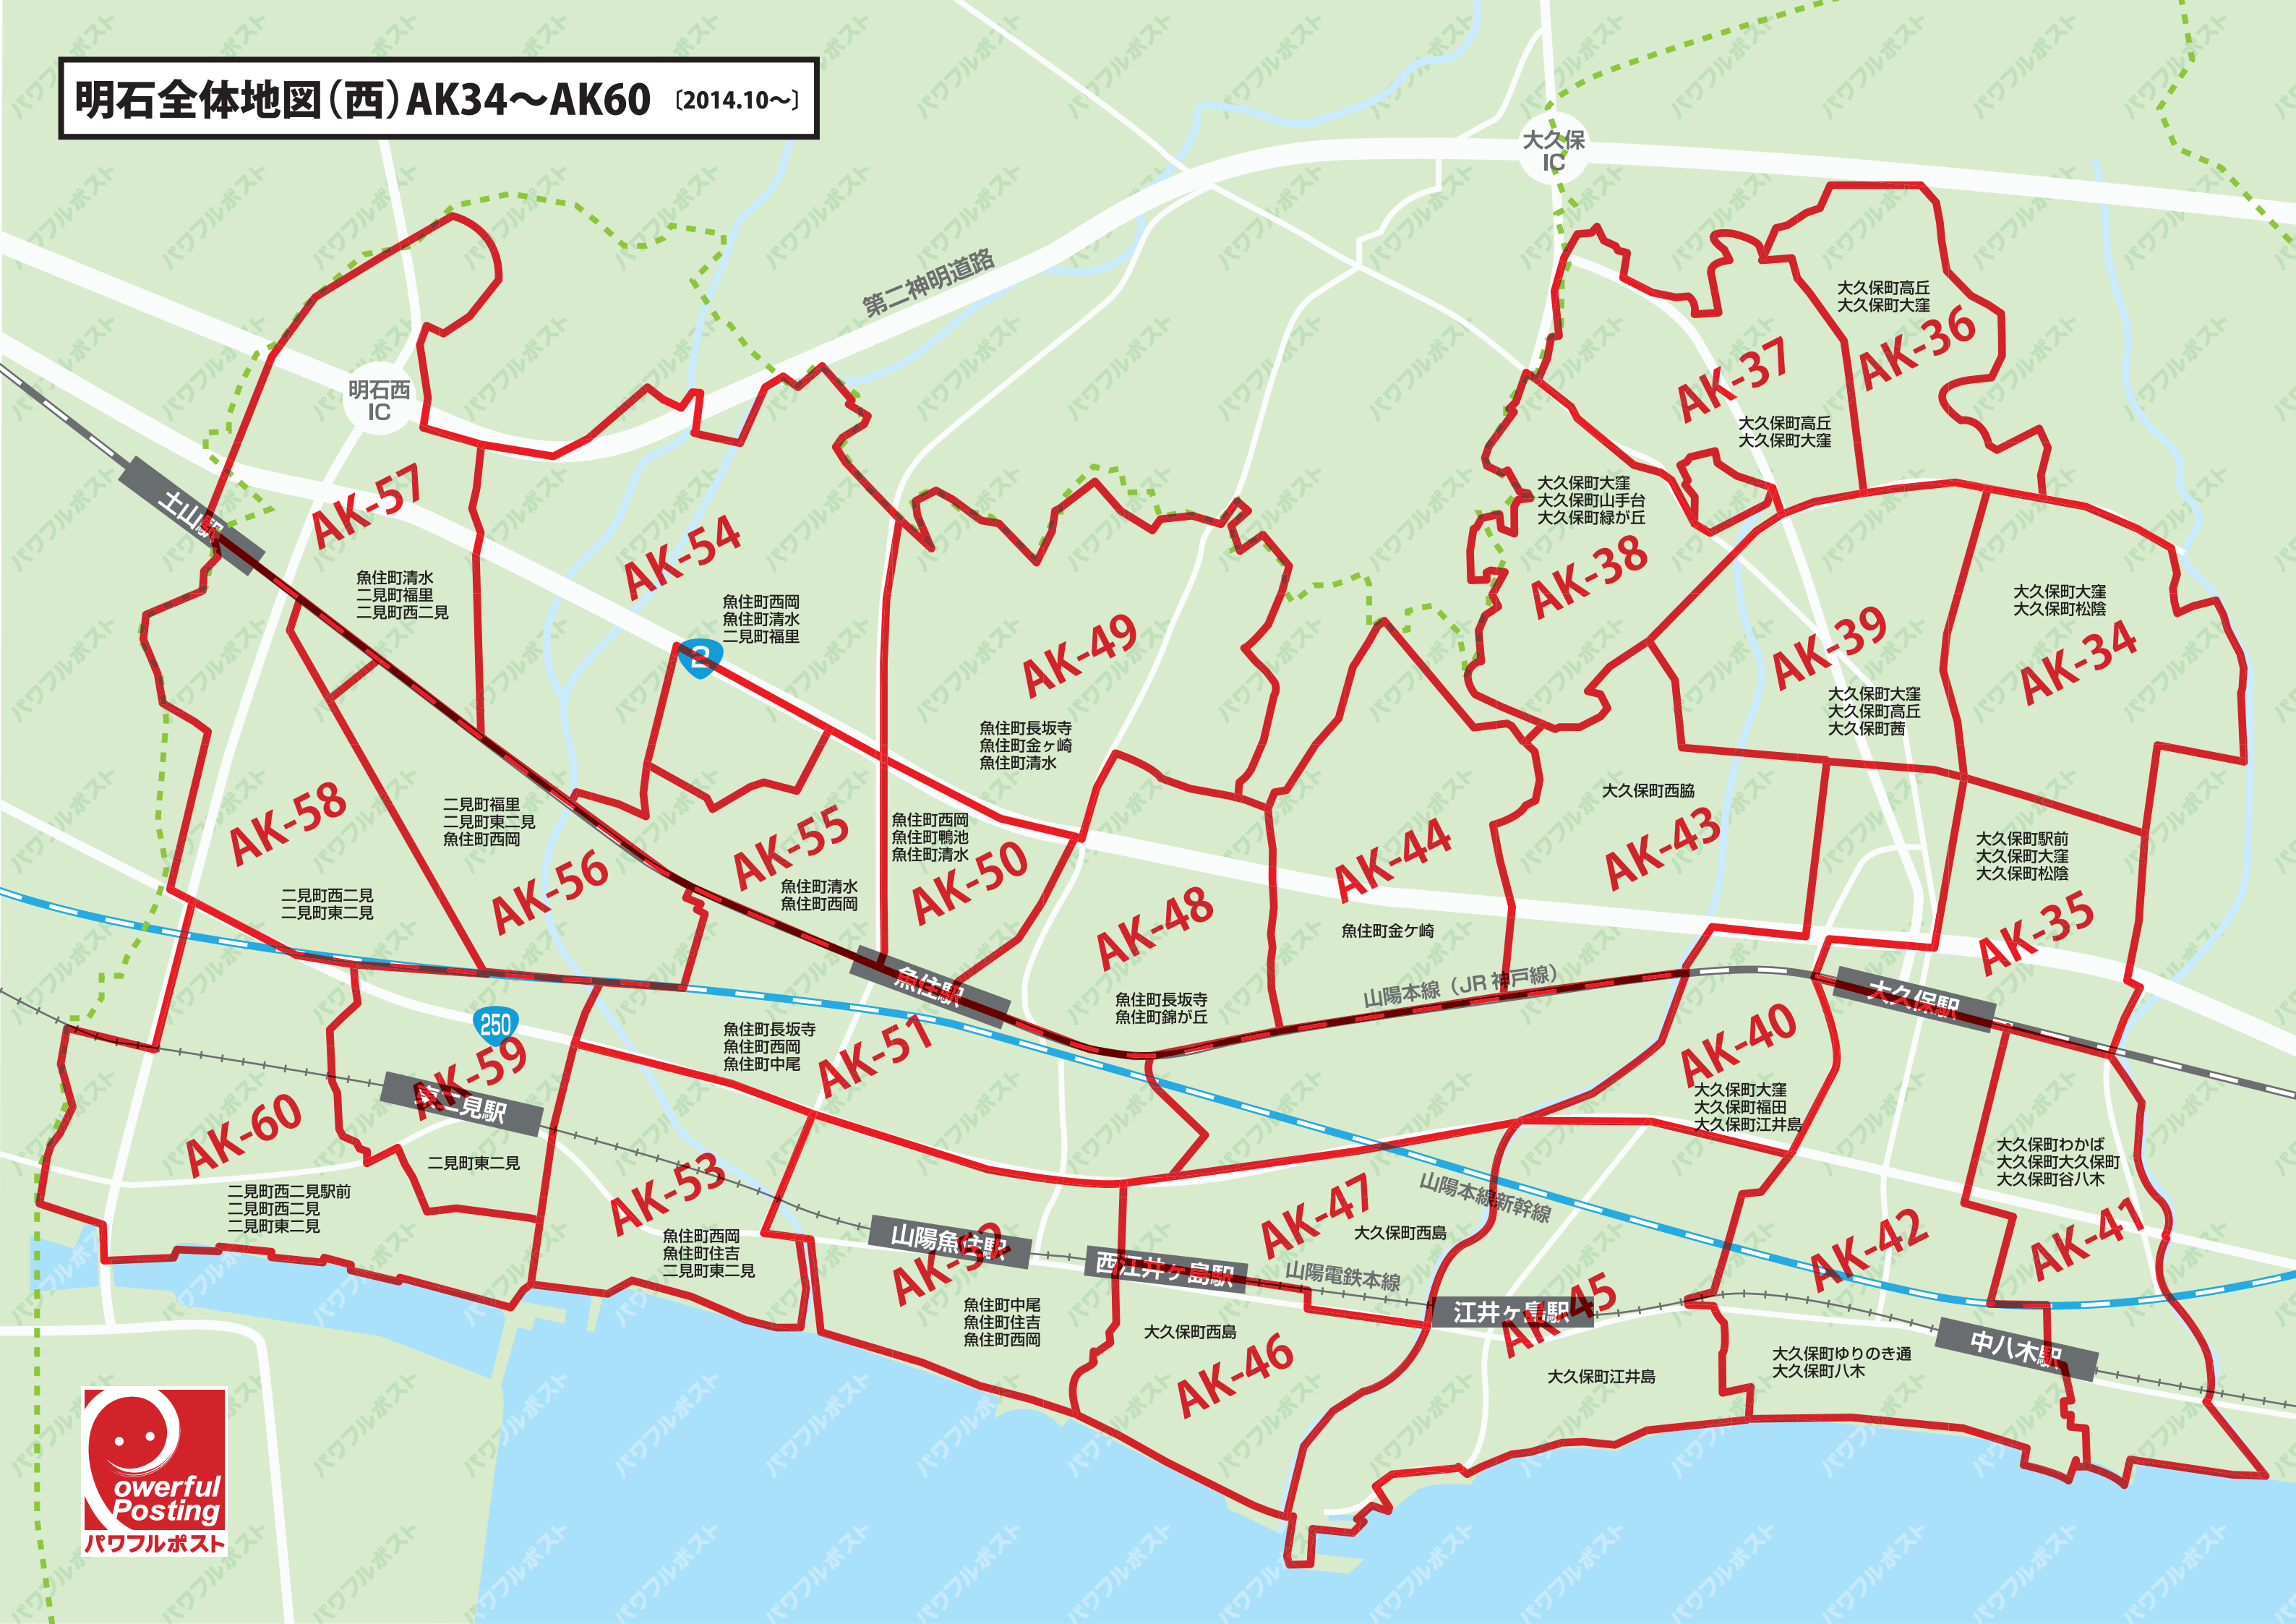 明石全体地図（西）AK34〜AK60 〔2014.10〜〕
大久保
IC
第二神明道路
明石西
IC
土山駅
AK-57
魚住町清水
二見町福里
二見町西二見
AK-54
魚住町西岡
魚住町清水
二見町福里
2
AK-49
魚住町長坂寺
魚住町金ヶ崎
魚住町清水
大久保町高丘
大久保町大窪
AK-36
AK-37
大久保町高丘
大久保町大窪
大久保町大窪
大久保町山手台
大久保町緑が丘
AK-38
AK-39
大久保町大窪
大久保町高丘
大久保町茜
大久保町大窪
大久保町松陰
AK-34
AK-58
二見町西二見
二見町東二見
二見町福里
二見町東二見
魚住町西岡
AK-56
AK-55
魚住町清水
魚住町西岡
魚住町西岡
魚住町鴨池
魚住町清水
AK-50
AK-48
魚住町長坂寺
魚住町錦が丘
AK-44
魚住町金ケ崎
大久保町西脇
AK-43
大久保町駅前
大久保町大窪
大久保町松陰
AK-35
魚住駅
山陽本線（JR 神戸線）
大久保駅
250
AK-59
東二見駅
二見町東二見
AK-60
二見町西二見駅前
二見町西二見
二見町東二見
魚住町長坂寺
魚住町西岡
魚住町中尾
AK-51
AK-53
魚住町西岡
魚住町住吉
二見町東二見
山陽魚住駅
AK-52
魚住町中尾
魚住町住吉
魚住町西岡
西江井ヶ島駅
山陽電鉄本線
AK-47
大久保町西島
山陽本線新幹線
大久保町西島
AK-46
江井ヶ島駅
AK-45
大久保町江井島
AK-40
大久保町大窪
大久保町福田
大久保町江井島
AK-42
大久保町ゆりのき通
大久保町八木
大久保町わかば
大久保町大久保町
大久保町谷八木
AK-41
中八木駅
Powerful
Posting
パワフルポスト